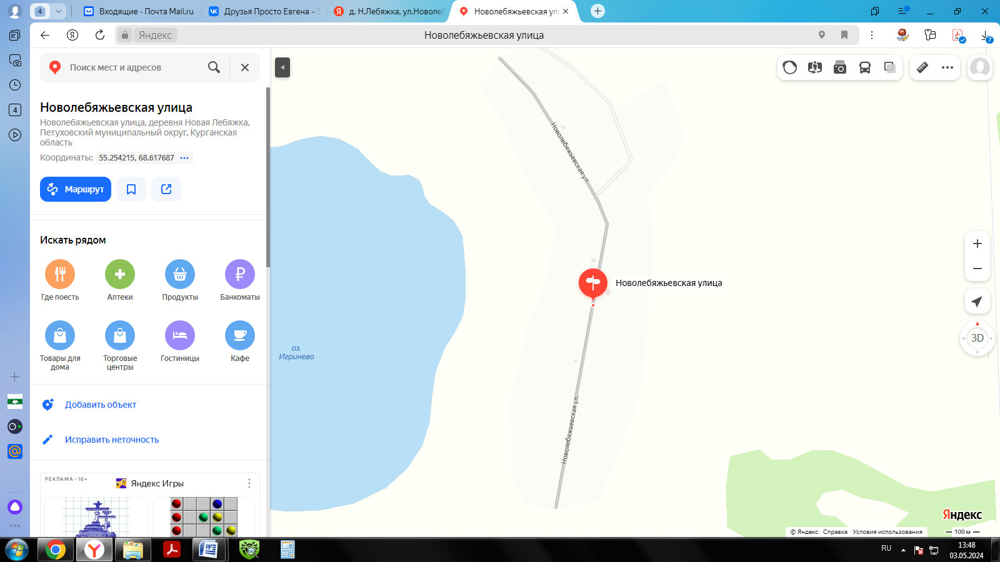 4
Входящие - Почта Mail.ru
Друзья Просто Евгена –
д. Н.Лебяжка, ул.Новолеб
Новолебяжьевская ул
Яндекс
Новолебяжьевская улица
7
4
Поиск мест и адресов
Новолебяжьевская улица
Новолебяжьевская улица, деревня Новая Лебяжка,
Петуховский муниципальный округ, Курганская
область
Координаты: 55.254215, 68.617687
Маршрут
Искать рядом
Где поесть
Аптеки
Продукты
Банкоматы
Товары для
дома
Торговые
центры
Гостиницы
Кафе
Добавить объект
Исправить неточность
РЕКЛАМА • 16+
Яндекс Игры
Новолебяжьевская ул.
Новолебяжьевская улица
оз.
Игринево
Новолебяжьевская ул.
3D
Яндекс
© Яндекс Справка Условия использования
100 м
RU
13:48
03.05.2024